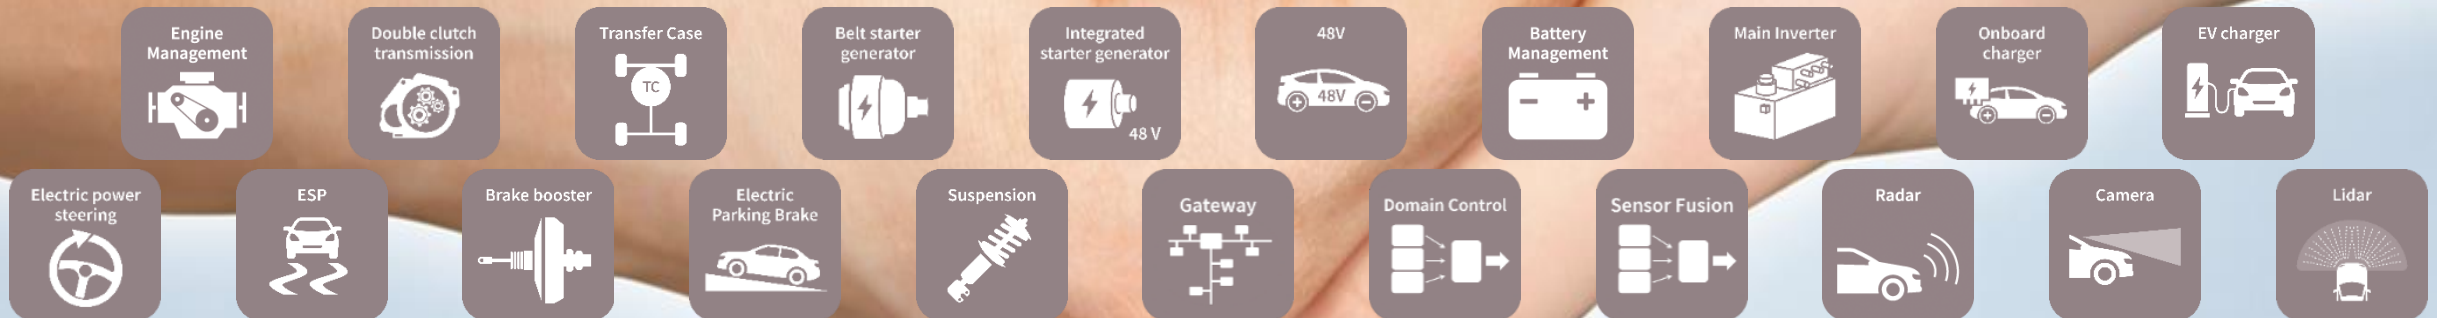 Engine
Management
Double clutch
transmission
Transfer Case
TC
Belt starter
generator
Integrated
starter generator
48 V
48V
48V
Battery
Management
Main Inverter
Onboard
charger
EV charger
Electric power
steering
ESP
Brake booster
Electric
Parking Brake
Suspension
Gateway
Domain Control
Sensor Fusion
Radar
Camera
Lidar